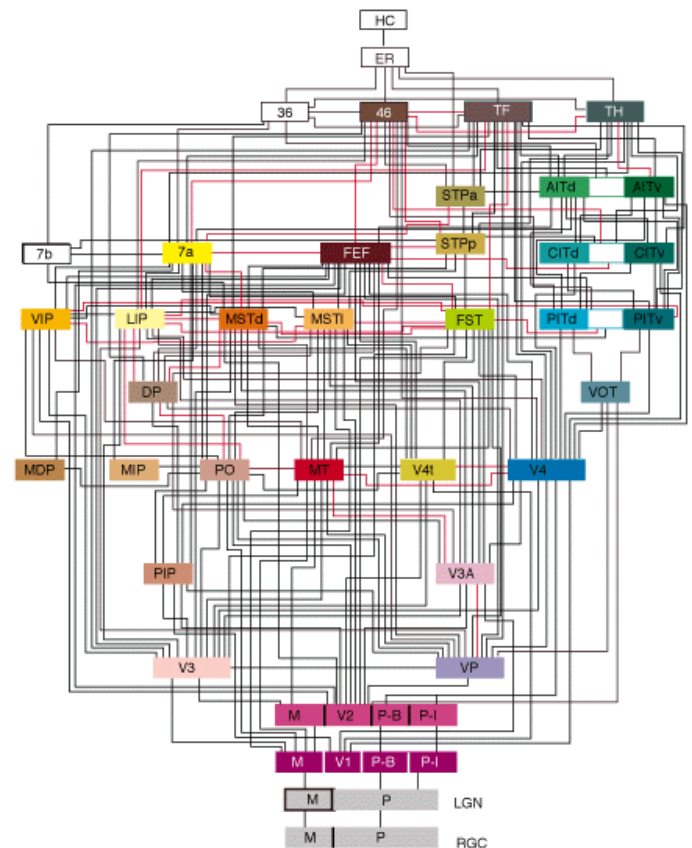 HC
ER
36 46 TF TH
STPa AITd AITv
7b 7a FEF STPp CITd CITv
VIP LIP MSTd MSTl FST PITd PITv
DP VOT
MDP MIP PO MT V4t V4
PIP V3A
V3 VP
M V2 P-B P-I
M V1 P-B P-I
M P LGN
M P RGC